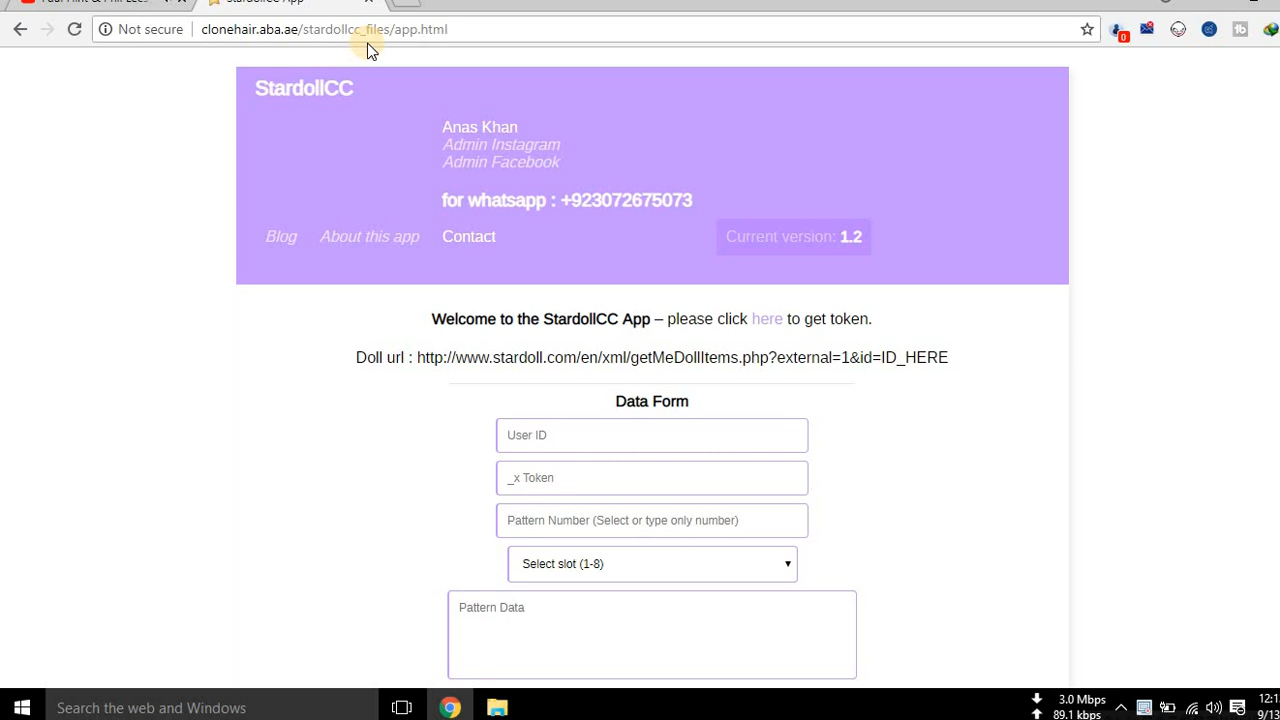 StardollCC App
Not secure
clonehair.aba.ae/stardollcc_files/app.html
0
StardollCC
Anas Khan
Admin Instagram
Admin Facebook
for whatsapp : +923072675073
Blog
About this app
Contact
Current version: 1.2
Welcome to the StardollCC App – please click here to get token.
Doll url : http://www.stardoll.com/en/xml/getMeDollItems.php?external=1&id=ID_HERE
Data Form
User ID
_x Token
Pattern Number (Select or type only number)
Select slot (1-8)
Pattern Data
Search the web and Windows
3.0 Mbps
89.1 kbps